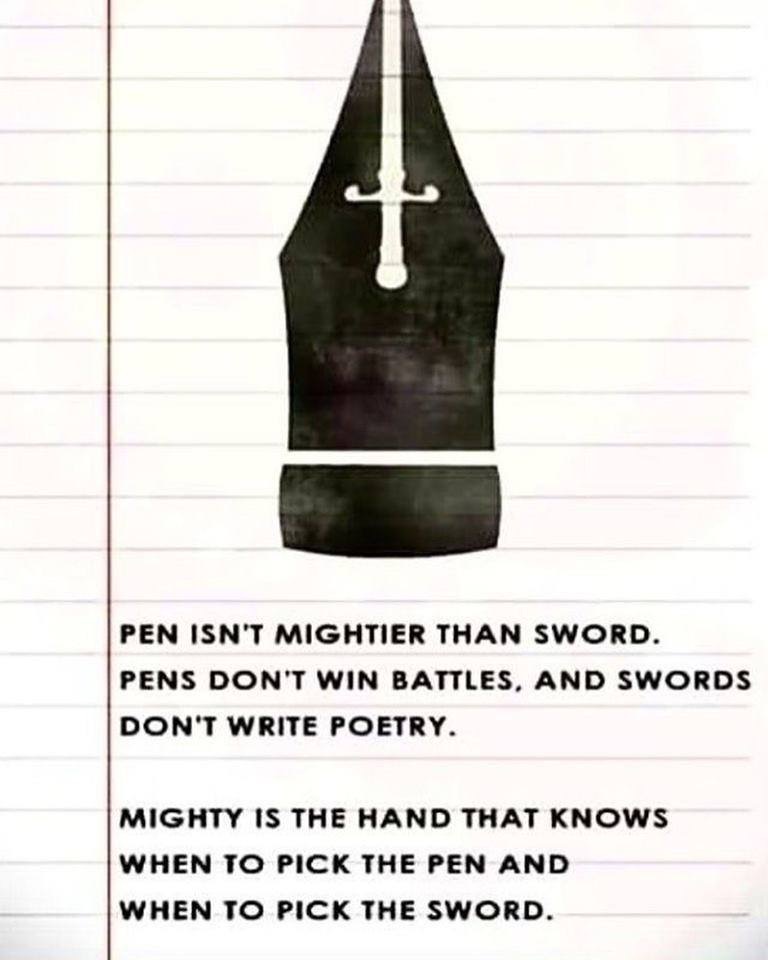 PEN ISN'T MIGHTIER THAN SWORD.
PENS DON'T WIN BATTLES, AND SWORDS
DON'T WRITE POETRY.
MIGHTY IS THE HAND THAT KNOWS
WHEN TO PICK THE PEN AND
WHEN TO PICK THE SWORD.